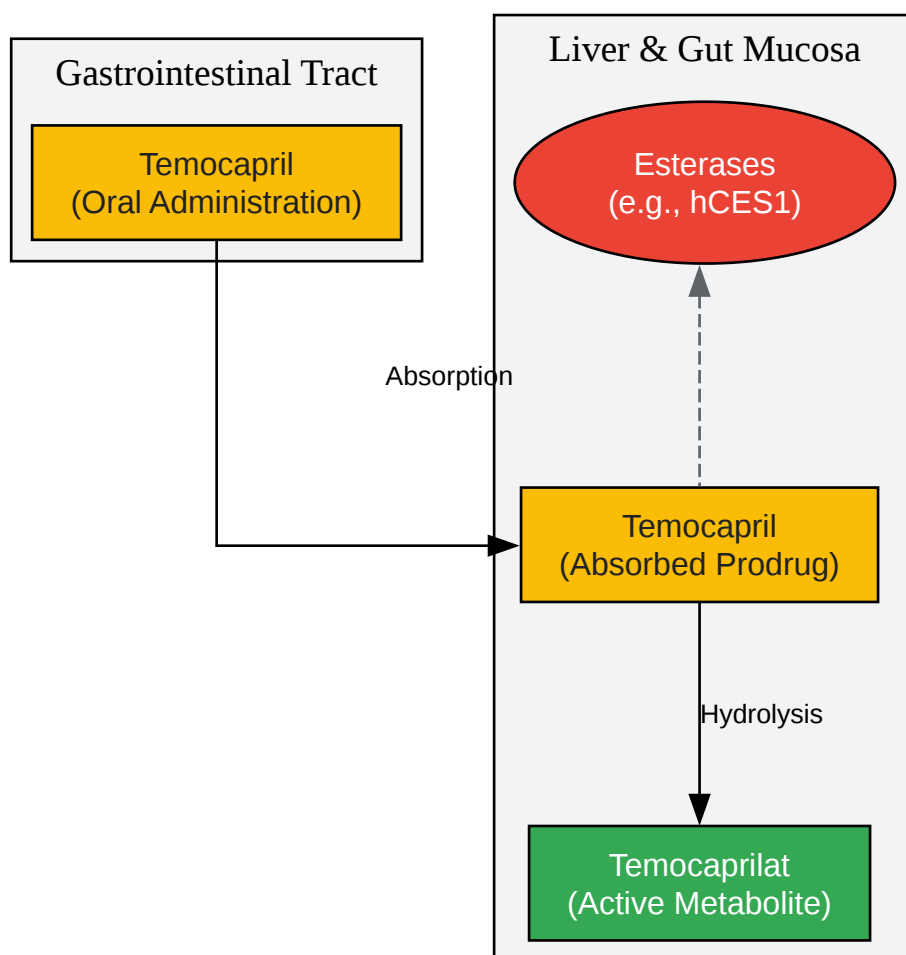 Gastrointestinal Tract
Temocapril
(Oral Administration)
Liver & Gut Mucosa
Esterases
(e.g., hCES1)
Absorption
Temocapril
(Absorbed Prodrug)
Hydrolysis
Temocaprilat
(Active Metabolite)